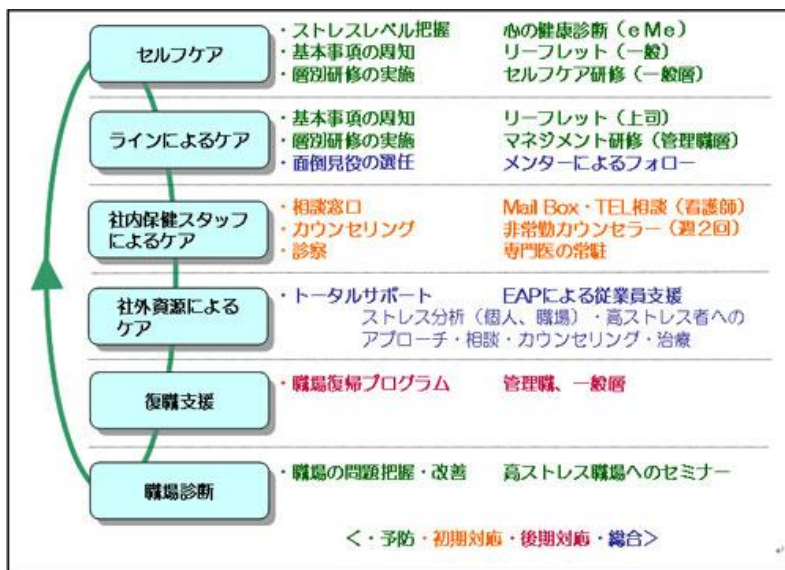 セルフケア
・ストレスレベル把握 心の健康診断（eMe）
・基本事項の周知 リーフレット（一般）
・層別研修の実施 セルフケア研修（一般層）
ラインによるケア
・基本事項の周知 リーフレット（上司）
・層別研修の実施 マネジメント研修（管理職層）
・面倒見役の選任 メンターによるフォロー
社内保健スタッフ
によるケア
・相談窓口 Mail Box・TEL相談（看護師）
・カウンセリング 非常勤カウンセラー（週2回）
・診察 専門医の常駐
社外資源による
ケア
・トータルサポート EAPによる従業員支援
ストレス分析（個人、職場）・高ストレス者への
アプローチ・相談・カウンセリング・治療
復職支援
・職場復帰プログラム 管理職、一般層
職場診断
・職場の問題把握・改善 高ストレス職場へのセミナー
＜・予防・初期対応・後期対応・総合＞